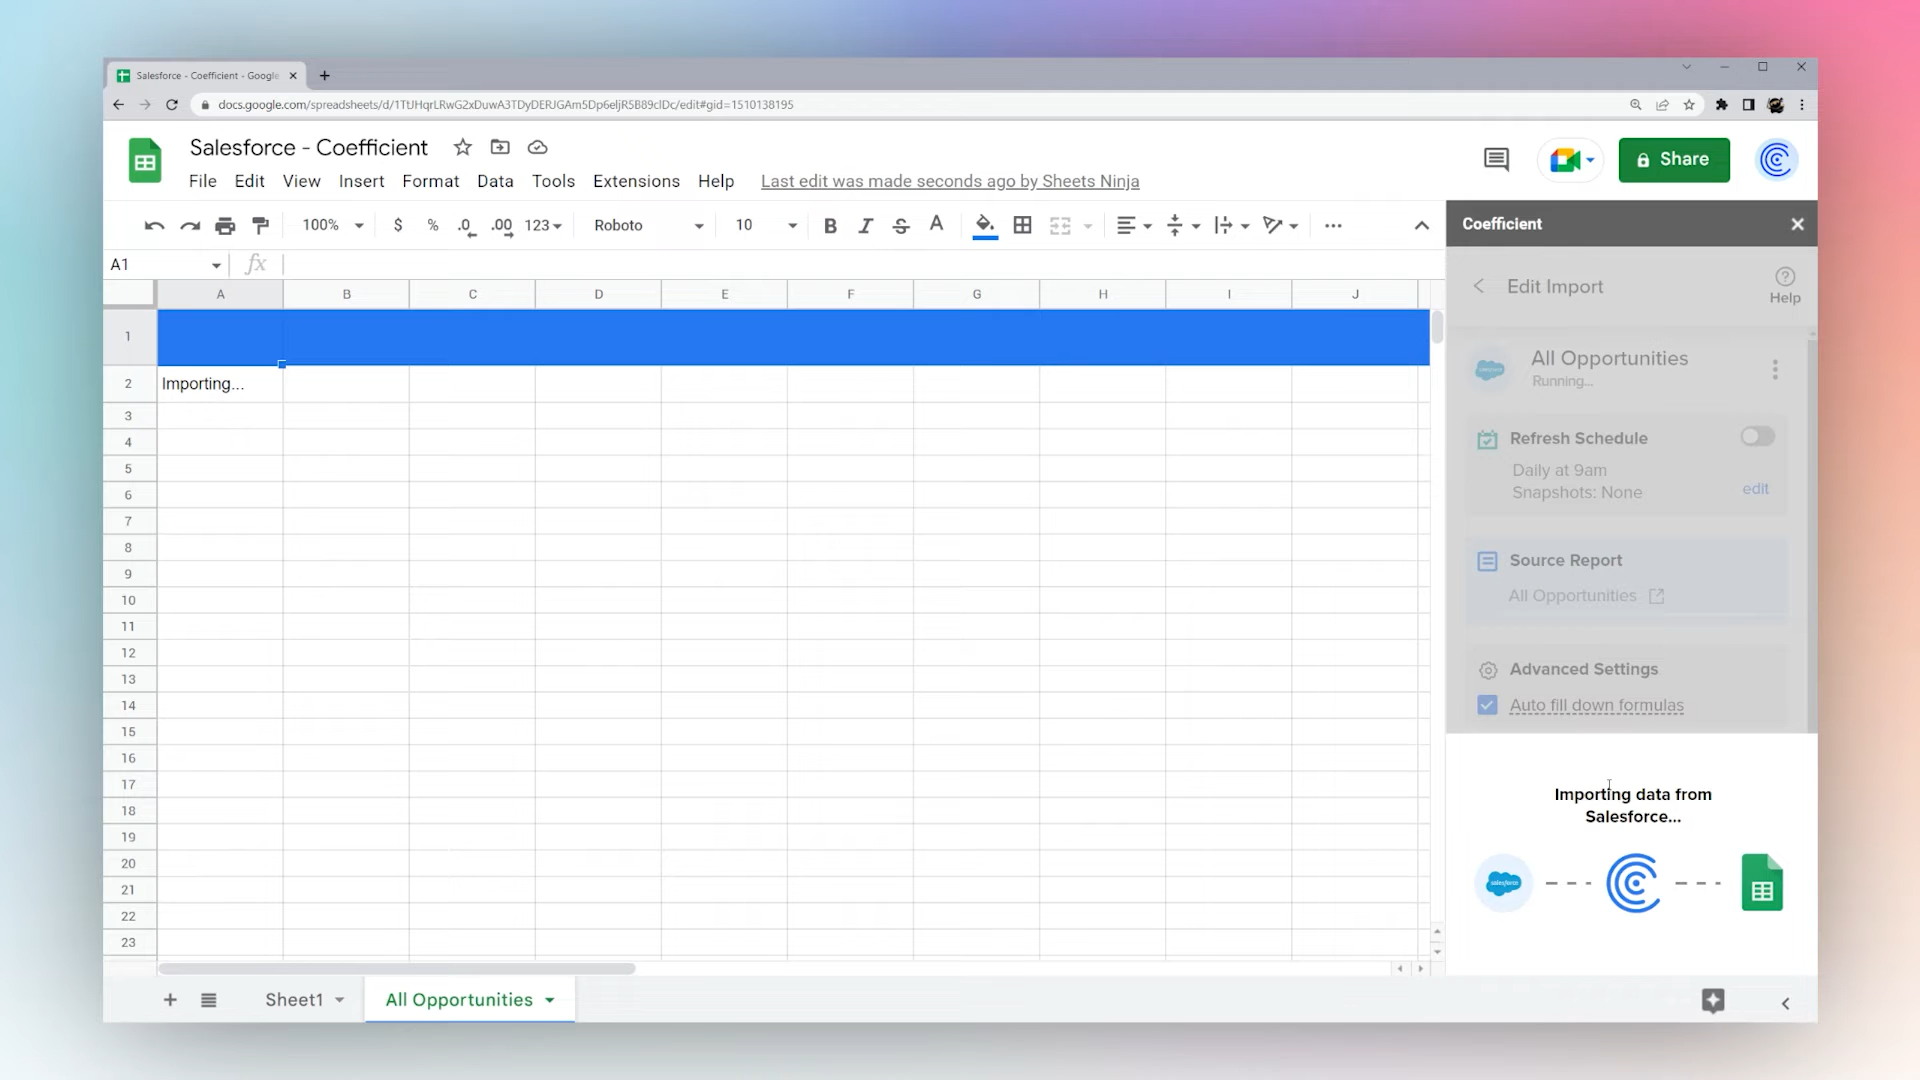 Salesforce - Coefficient - Google
docs.google.com/spreadsheets/d/1TtJHqrLRwG2xDuwA3TDyDERJGAm5Dp6eljR5B89clDc/edit#gid=1510138195
Salesforce - Coefficient
Share
File Edit View Insert Format Data Tools Extensions Help Last edit was made seconds ago by Sheets Ninja
100% $ % .0 .00 123 Roboto 10 B I S A
Coefficient
A1 fx
Edit Import
Help
A B C D E F G H I J
1
2 Importing...
3
4
5
6
7
8
9
10
11
12
13
14
15
16
17
18
19
20
21
22
23
All Opportunities
Running...
Refresh Schedule
Daily at 9am
Snapshots: None
edit
Source Report
All Opportunities
Advanced Settings
Auto fill down formulas
Importing data from
Salesforce...
salesforce
Sheet1 All Opportunities